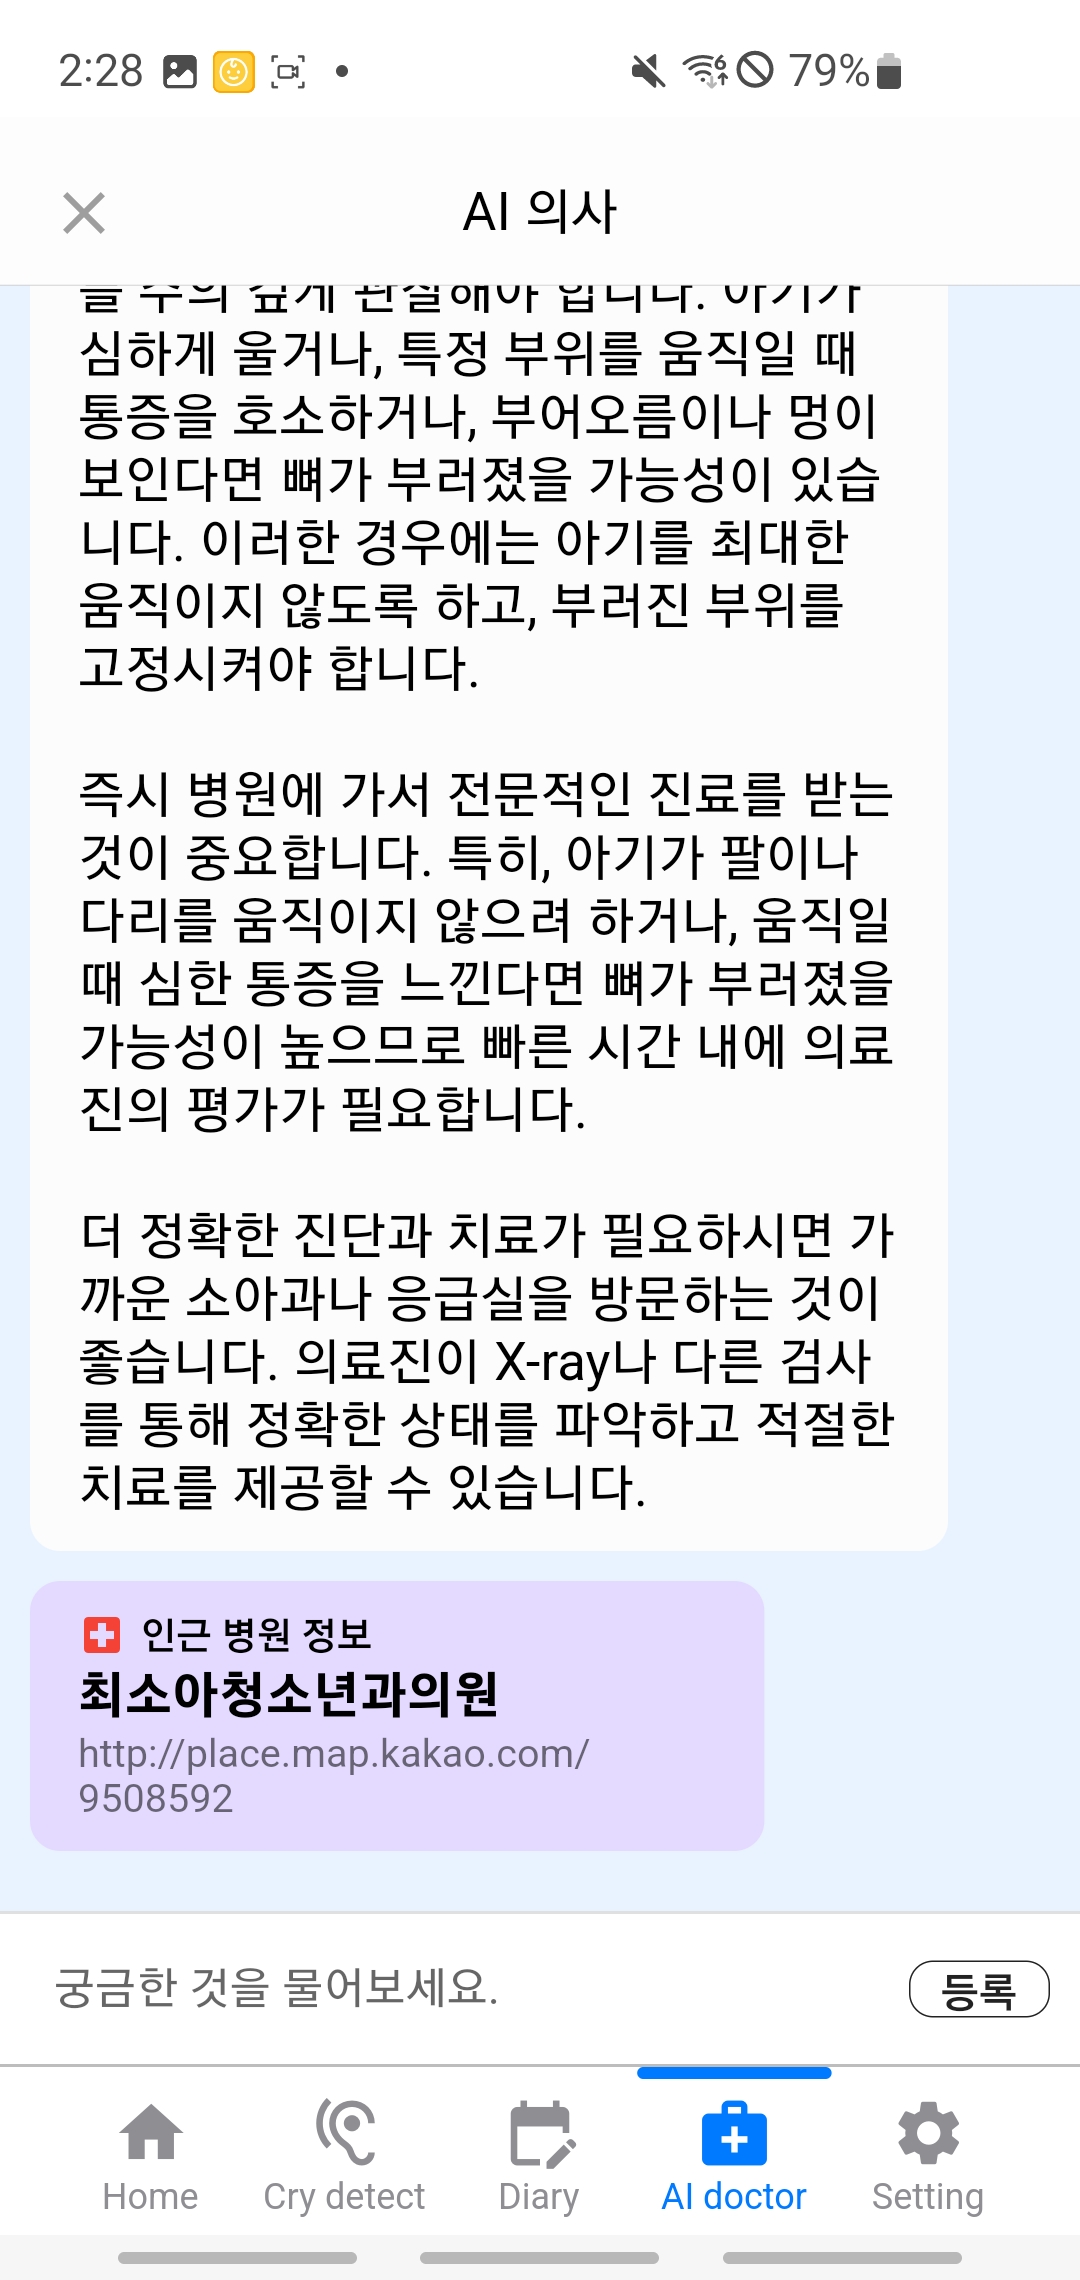 2:28
79%
AI 의사
를 주의 깊게 관찰해야 합니다. 아기가
심하게 울거나, 특정 부위를 움직일 때
통증을 호소하거나, 부어오름이나 멍이
보인다면 뼈가 부러졌을 가능성이 있습
니다. 이러한 경우에는 아기를 최대한
움직이지 않도록 하고, 부러진 부위를
고정시켜야 합니다.
즉시 병원에 가서 전문적인 진료를 받는
것이 중요합니다. 특히, 아기가 팔이나
다리를 움직이지 않으려 하거나, 움직일
때 심한 통증을 느낀다면 뼈가 부러졌을
가능성이 높으므로 빠른 시간 내에 의료
진의 평가가 필요합니다.
더 정확한 진단과 치료가 필요하시면 가
까운 소아과나 응급실을 방문하는 것이
좋습니다. 의료진이 X-ray나 다른 검사
를 통해 정확한 상태를 파악하고 적절한
치료를 제공할 수 있습니다.
인근 병원 정보
최소아청소년과의원
http://place.map.kakao.com/
9508592
궁금한 것을 물어보세요.
등록
Home
Cry detect
Diary
AI doctor
Setting